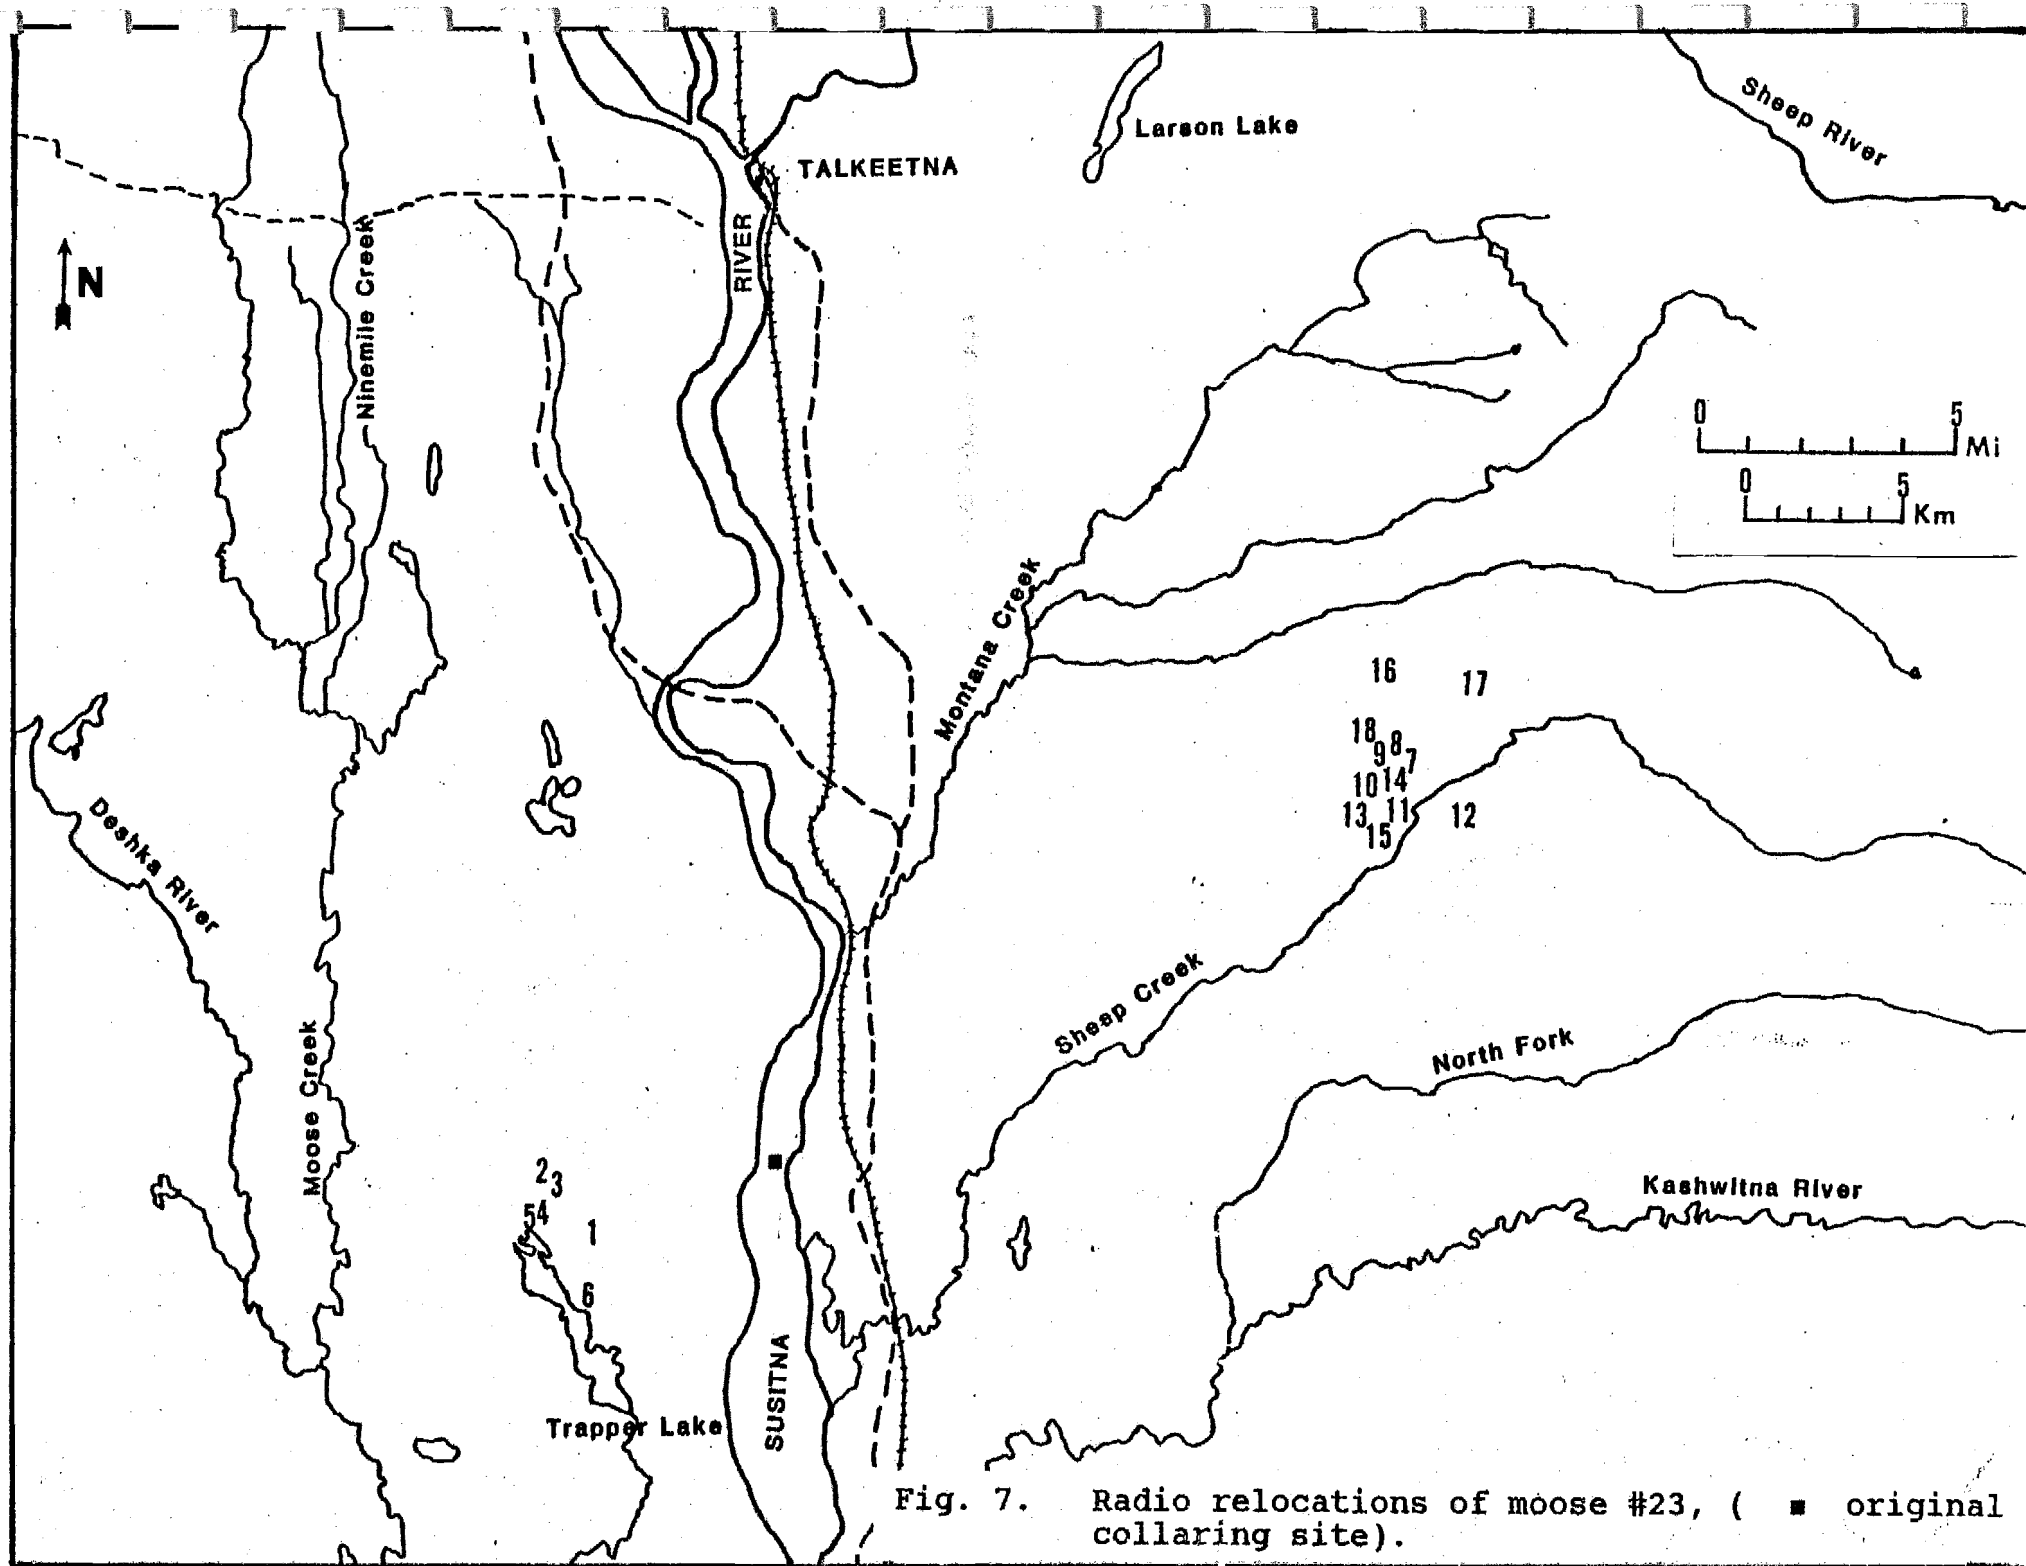 Larson Lake
Sheep River
TALKEETNA
RIVER
N
Ninemile Creek
0 5
Mi
0 5
Km
Montana Creek
16
17
18
9 8
7
10 14
13 11
12
15
Deshka River
Sheep Creek
North Fork
Moose Creek
2
3
5 4
1
Kashwitna River
6
SUSITNA
Trapper Lake
Fig. 7. Radio relocations of moose #23, ( ■ original
collaring site).